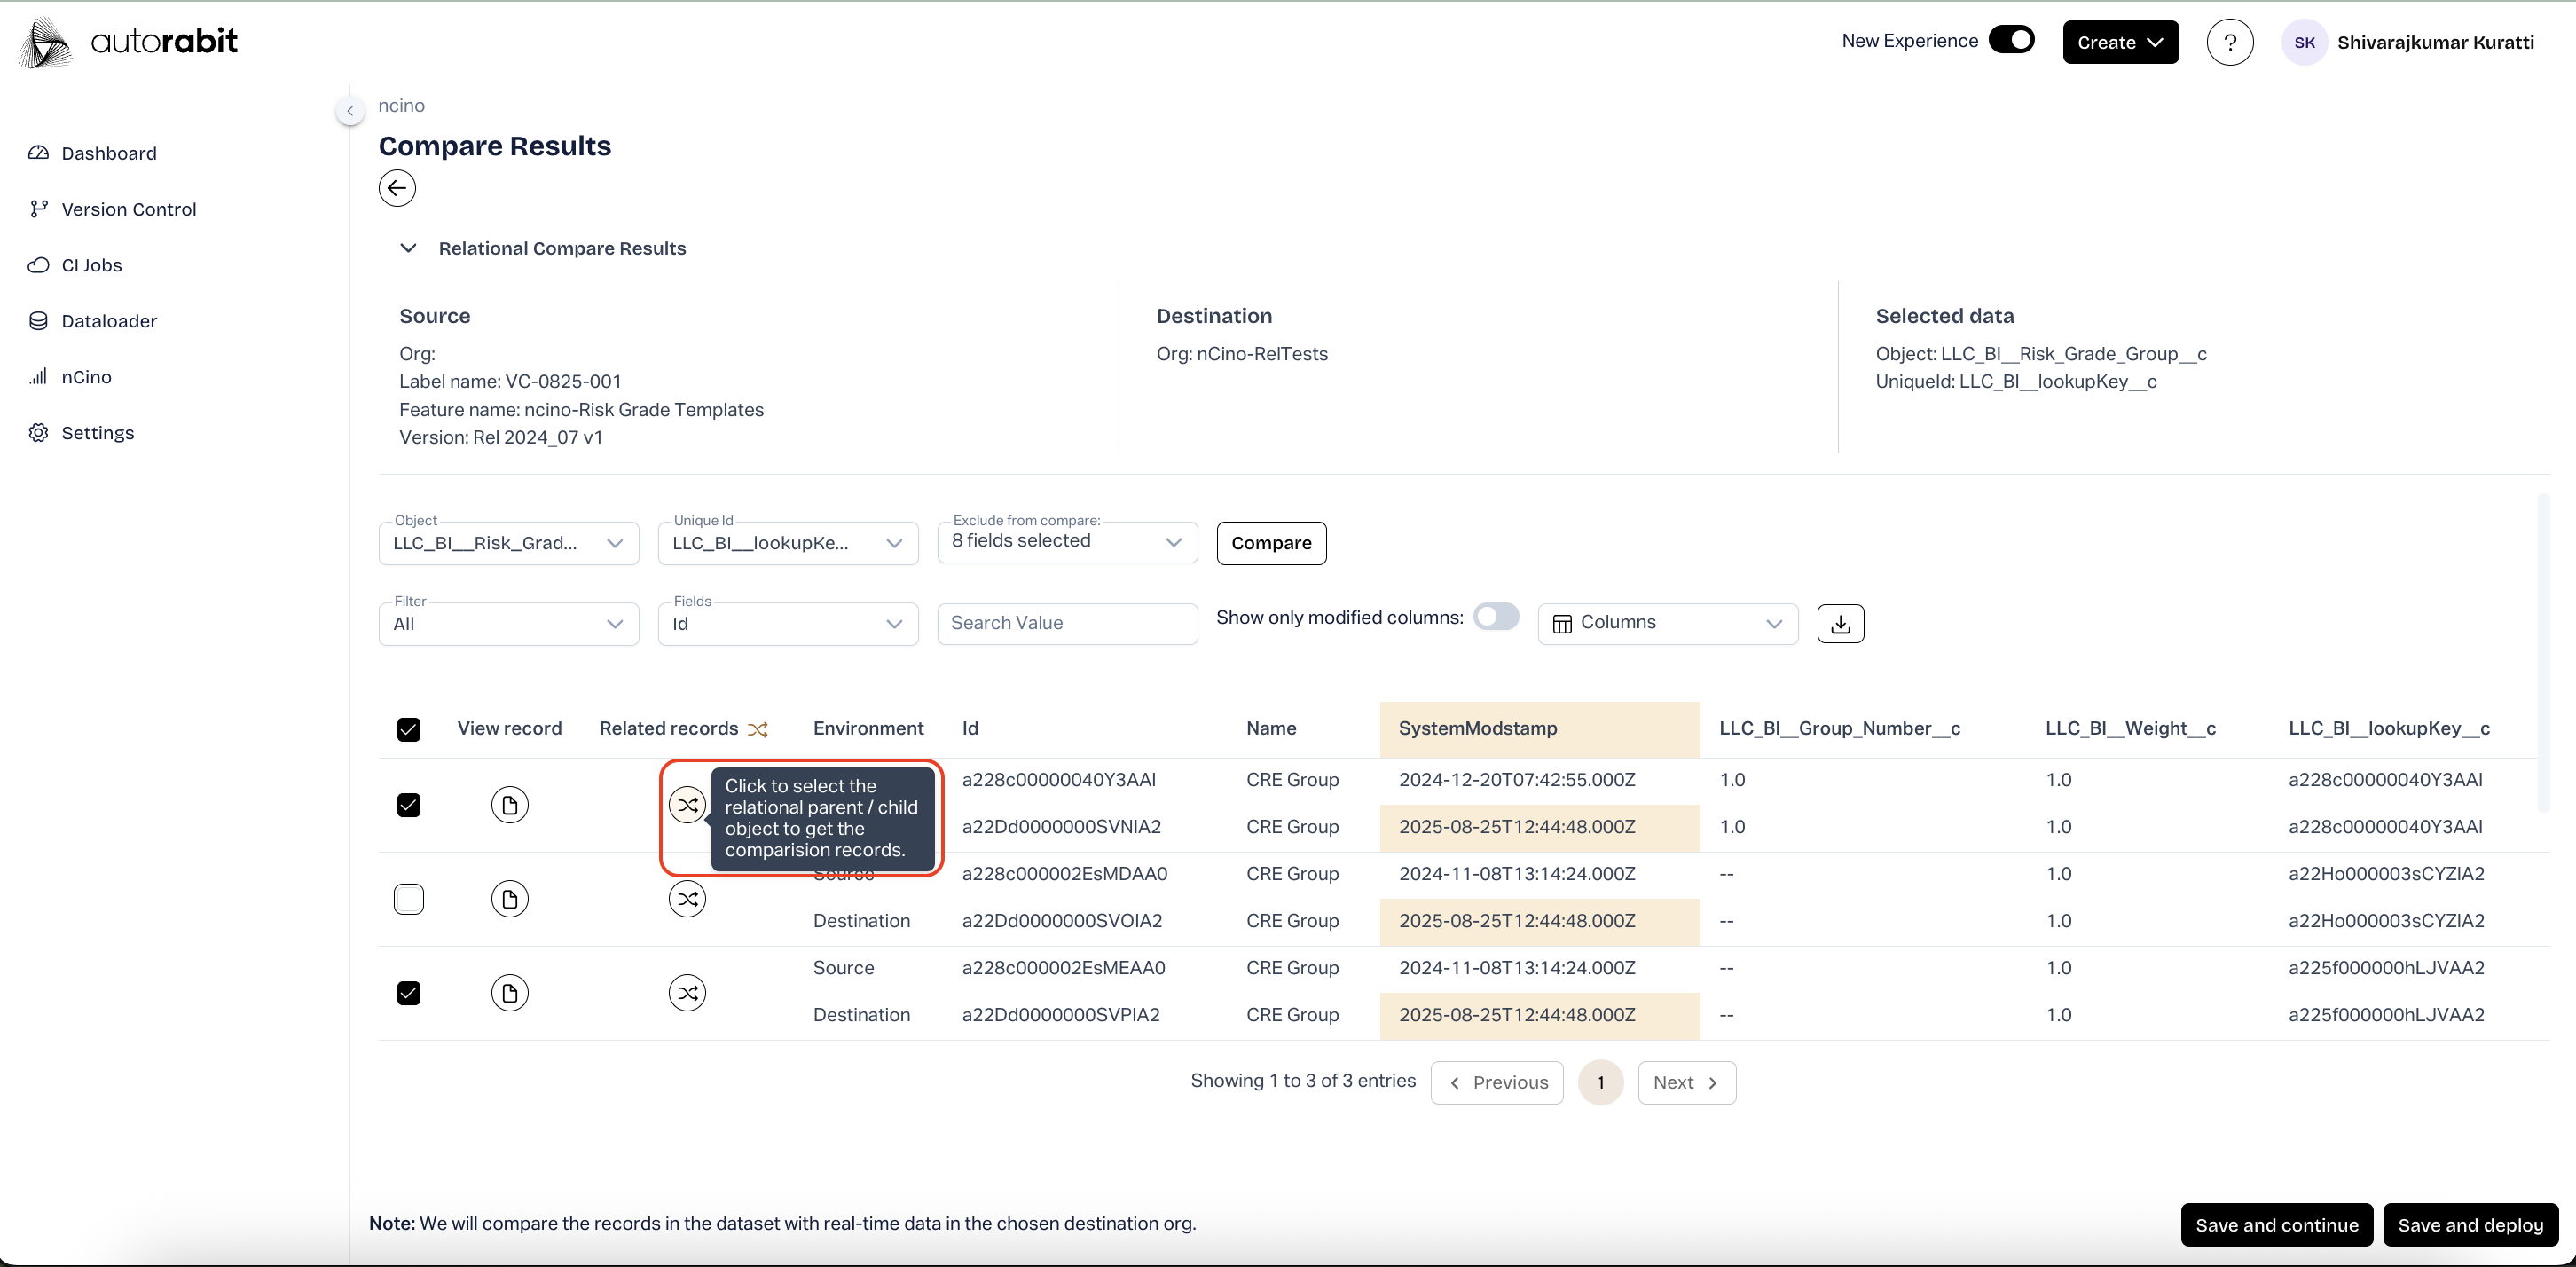 autorabit
New Experience
Create
?
SK
Shivarajkumar Kuratti
Dashboard
Version Control
CI Jobs
Dataloader
nCino
Settings
ncino
Compare Results
Relational Compare Results
Source
Org:
Label name: VC-0825-001
Feature name: ncino-Risk Grade Templates
Version: Rel 2024_07 v1
Destination
Org: nCino-RelTests
Selected data
Object: LLC_BI__Risk_Grade_Group__c
UniqueId: LLC_BI__lookupKey__c
Object
LLC_BI__Risk_Grad...
Unique Id
LLC_BI__lookupKe...
Exclude from compare:
8 fields selected
Compare
Filter
All
Fields
Id
Search Value
Show only modified columns:
Columns
View record Related records Environment Id Name SystemModstamp LLC_BI__Group_Number__c LLC_BI__Weight__c LLC_BI__lookupKey__c
Click to select the
relational parent / child
object to get the
comparision records.
a228c00000040Y3AAI CRE Group 2024-12-20T07:42:55.000Z 1.0 1.0 a228c00000040Y3AAI
a22Dd0000000SVNIA2 CRE Group 2025-08-25T12:44:48.000Z 1.0 1.0 a228c00000040Y3AAI
Source a228c000002EsMDAA0 CRE Group 2024-11-08T13:14:24.000Z -- 1.0 a22Ho000003sCYZIA2
Destination a22Dd0000000SVOIA2 CRE Group 2025-08-25T12:44:48.000Z -- 1.0 a22Ho000003sCYZIA2
Source a228c000002EsMEAA0 CRE Group 2024-11-08T13:14:24.000Z -- 1.0 a225f000000hLJVAA2
Destination a22Dd0000000SVPIA2 CRE Group 2025-08-25T12:44:48.000Z -- 1.0 a225f000000hLJVAA2
Showing 1 to 3 of 3 entries
Previous
1
Next
Note: We will compare the records in the dataset with real-time data in the chosen destination org.
Save and continue
Save and deploy